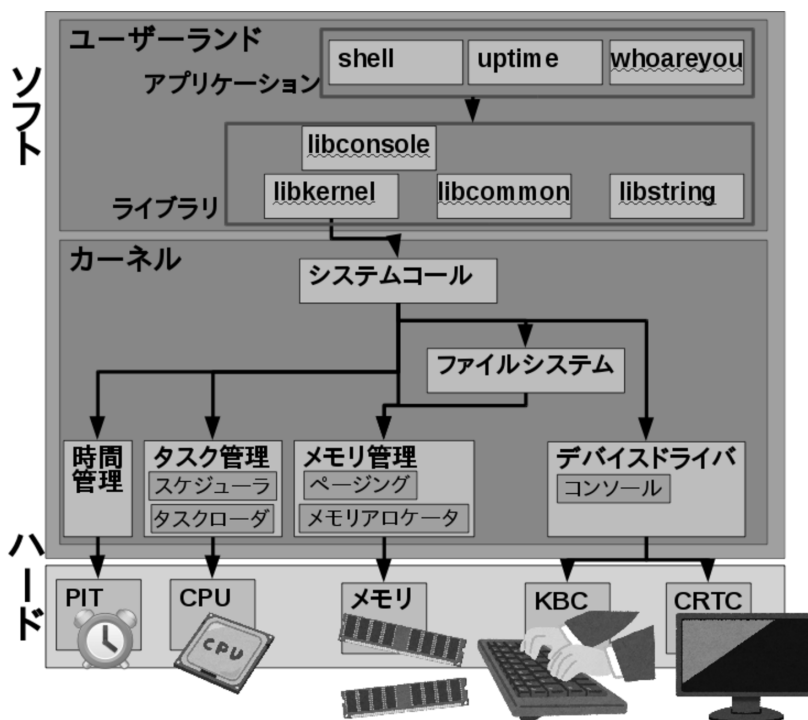 ソフト
ユーザーランド
アプリケーション
shell
uptime
whoareyou
libconsole
ライブラリ
libkernel
libcommon
libstring
カーネル
システムコール
ファイルシステム
時間
管理
タスク管理
スケジューラ
タスクローダ
メモリ管理
ページング
メモリアロケータ
デバイスドライバ
コンソール
ハード
PIT
CPU
CPU
メモリ
KBC
CRTC